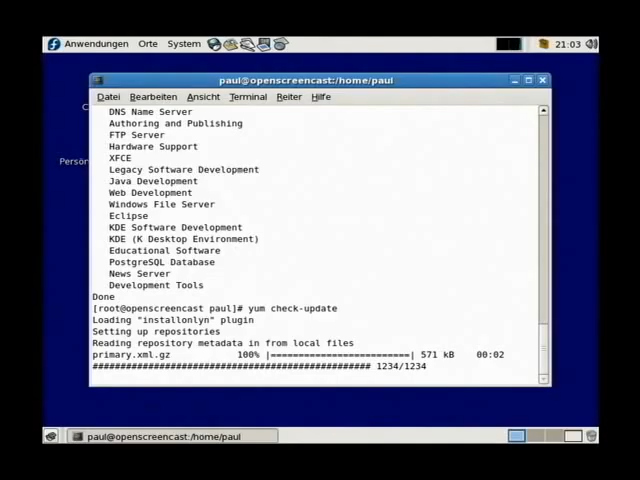 Anwendungen Orte System 21:03
paul@openscreencast:/home/paul
Datei Bearbeiten Ansicht Terminal Reiter Hilfe
DNS Name Server
Authoring and Publishing
FTP Server
Hardware Support
XFCE
Legacy Software Development
Java Development
Web Development
Windows File Server
Eclipse
KDE Software Development
KDE (K Desktop Environment)
Educational Software
PostgreSQL Database
News Server
Development Tools
Done
[root@openscreencast paul]# yum check-update
Loading "installonlyn" plugin
Setting up repositories
Reading repository metadata in from local files
primary.xml.gz 100% |=========================| 571 kB 00:02
################################################## 1234/1234
paul@openscreencast:/home/paul